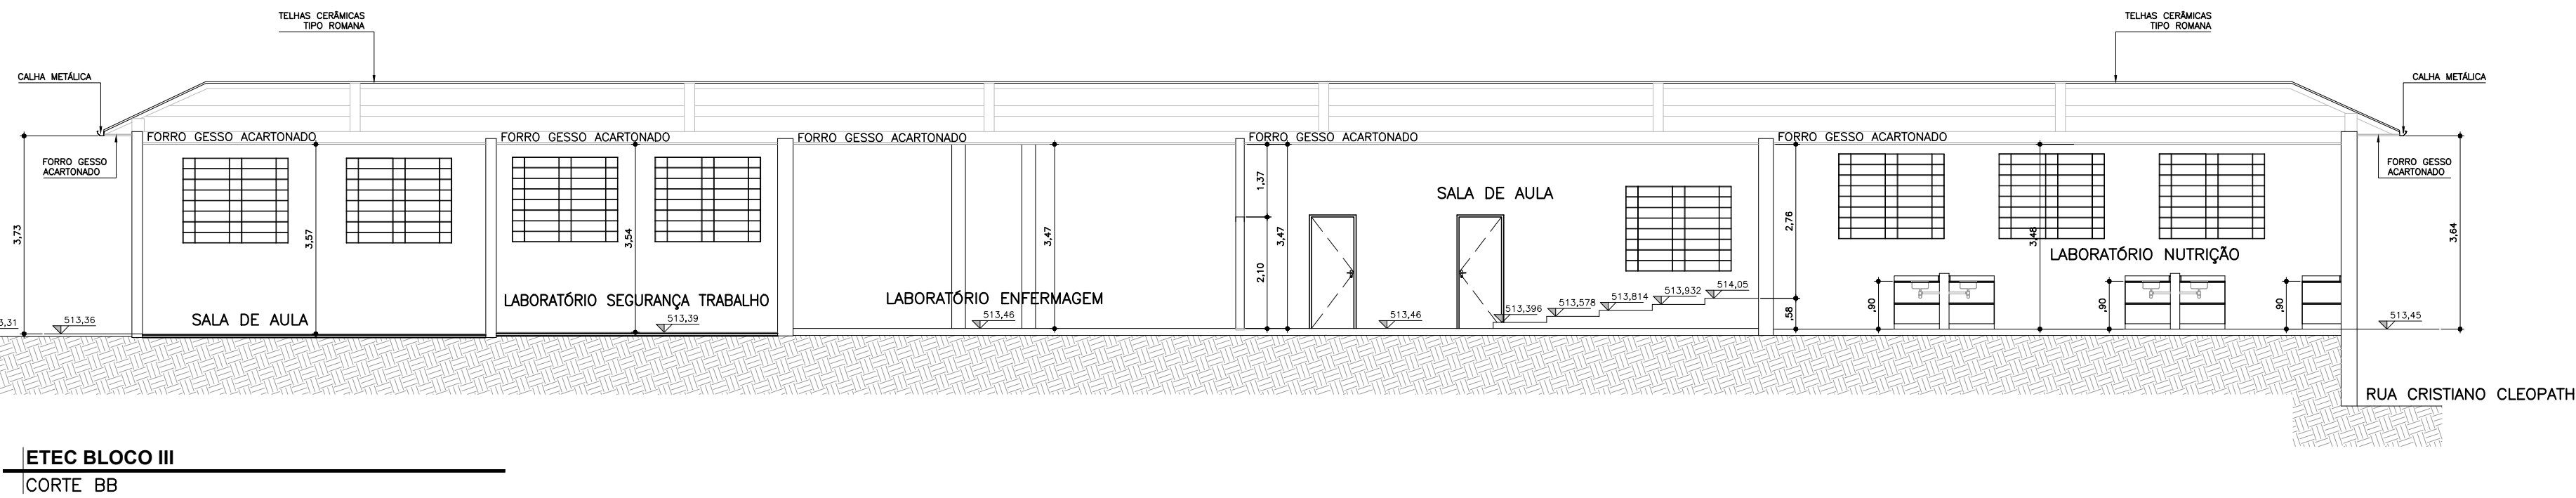 TELHAS CERÂMICAS
TIPO ROMANA
TELHAS CERÂMICAS
TIPO ROMANA
CALHA METÁLICA
CALHA METÁLICA
FORRO GESSO ACARTONADO
FORRO GESSO ACARTONADO
FORRO GESSO ACARTONADO
FORRO GESSO ACARTONADO
FORRO GESSO ACARTONADO
FORRO GESSO
ACARTONADO
FORRO GESSO
ACARTONADO
3,73
3,57
3,54
3,47
1,37
3,47
2,10
SALA DE AULA
2,76
,58
3,48
3,64
LABORATÓRIO NUTRIÇÃO
LABORATÓRIO SEGURANÇA TRABALHO
LABORATÓRIO ENFERMAGEM
SALA DE AULA
513,36
513,39
513,46
513,46
513,396
513,578
513,814
513,932
514,05
,90
,90
,90
513,45
RUA CRISTIANO CLEOPATH
ETEC BLOCO III
CORTE BB